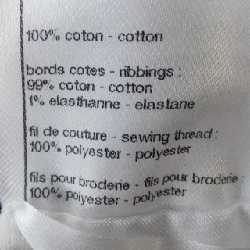 100% coton - cotton
bords cotes - ribbings :
99% coton - cotton
1% elasthanne - elastane
fil de couture - sewing thread :
100% polyester - polyester
fils pour broderie - fils pour broderie :
100% polyester - polyester